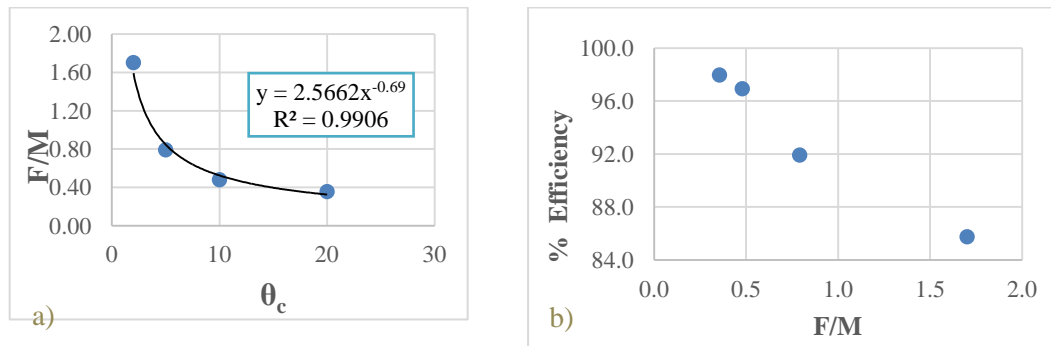 2.00
1.60
1.20
0.80
0.40
0.00
F/M
y = 2.5662x^-0.69
R² = 0.9906
0 10 20 30
θc
a)
100.0
96.0
92.0
88.0
84.0
% Efficiency
0.0 0.5 1.0 1.5 2.0
F/M
b)